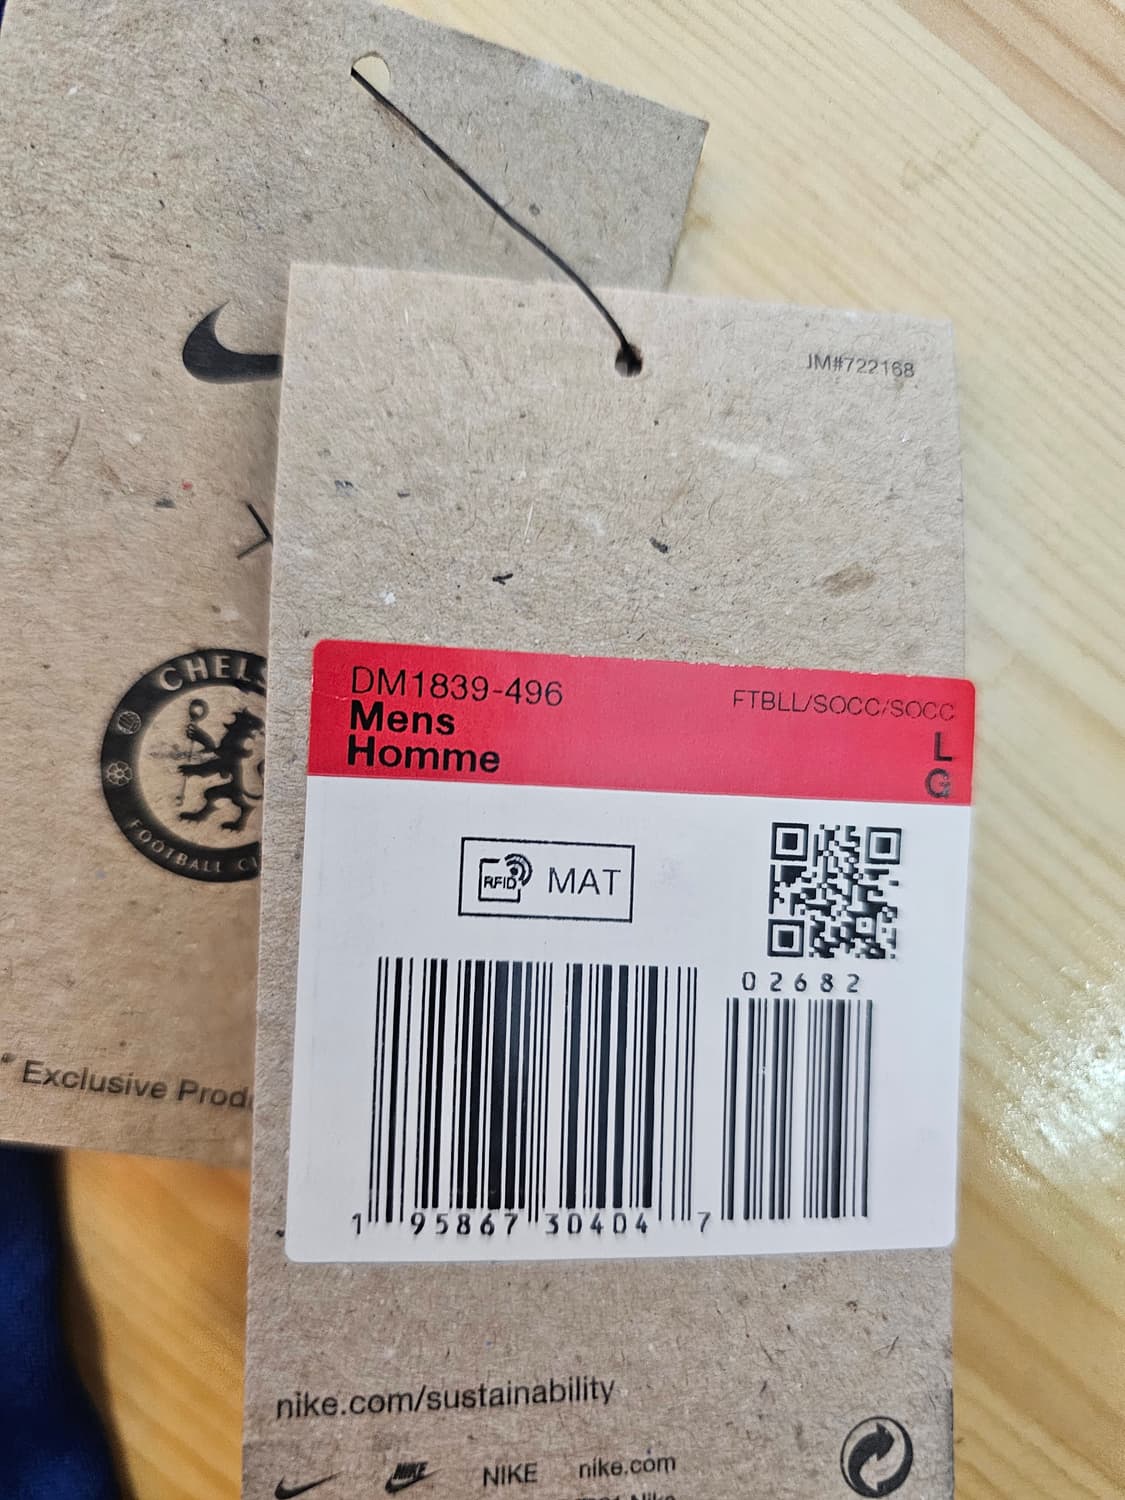 JM#722168
CHELS
FOOTBALL CL
* Exclusive Prod
DM1839-496
FTBLL/SOCC/SOCC
Mens
L
Homme
G
RFID MAT
02682
1 95867 30404 7
nike.com/sustainability
NIKE NIKE nike.com